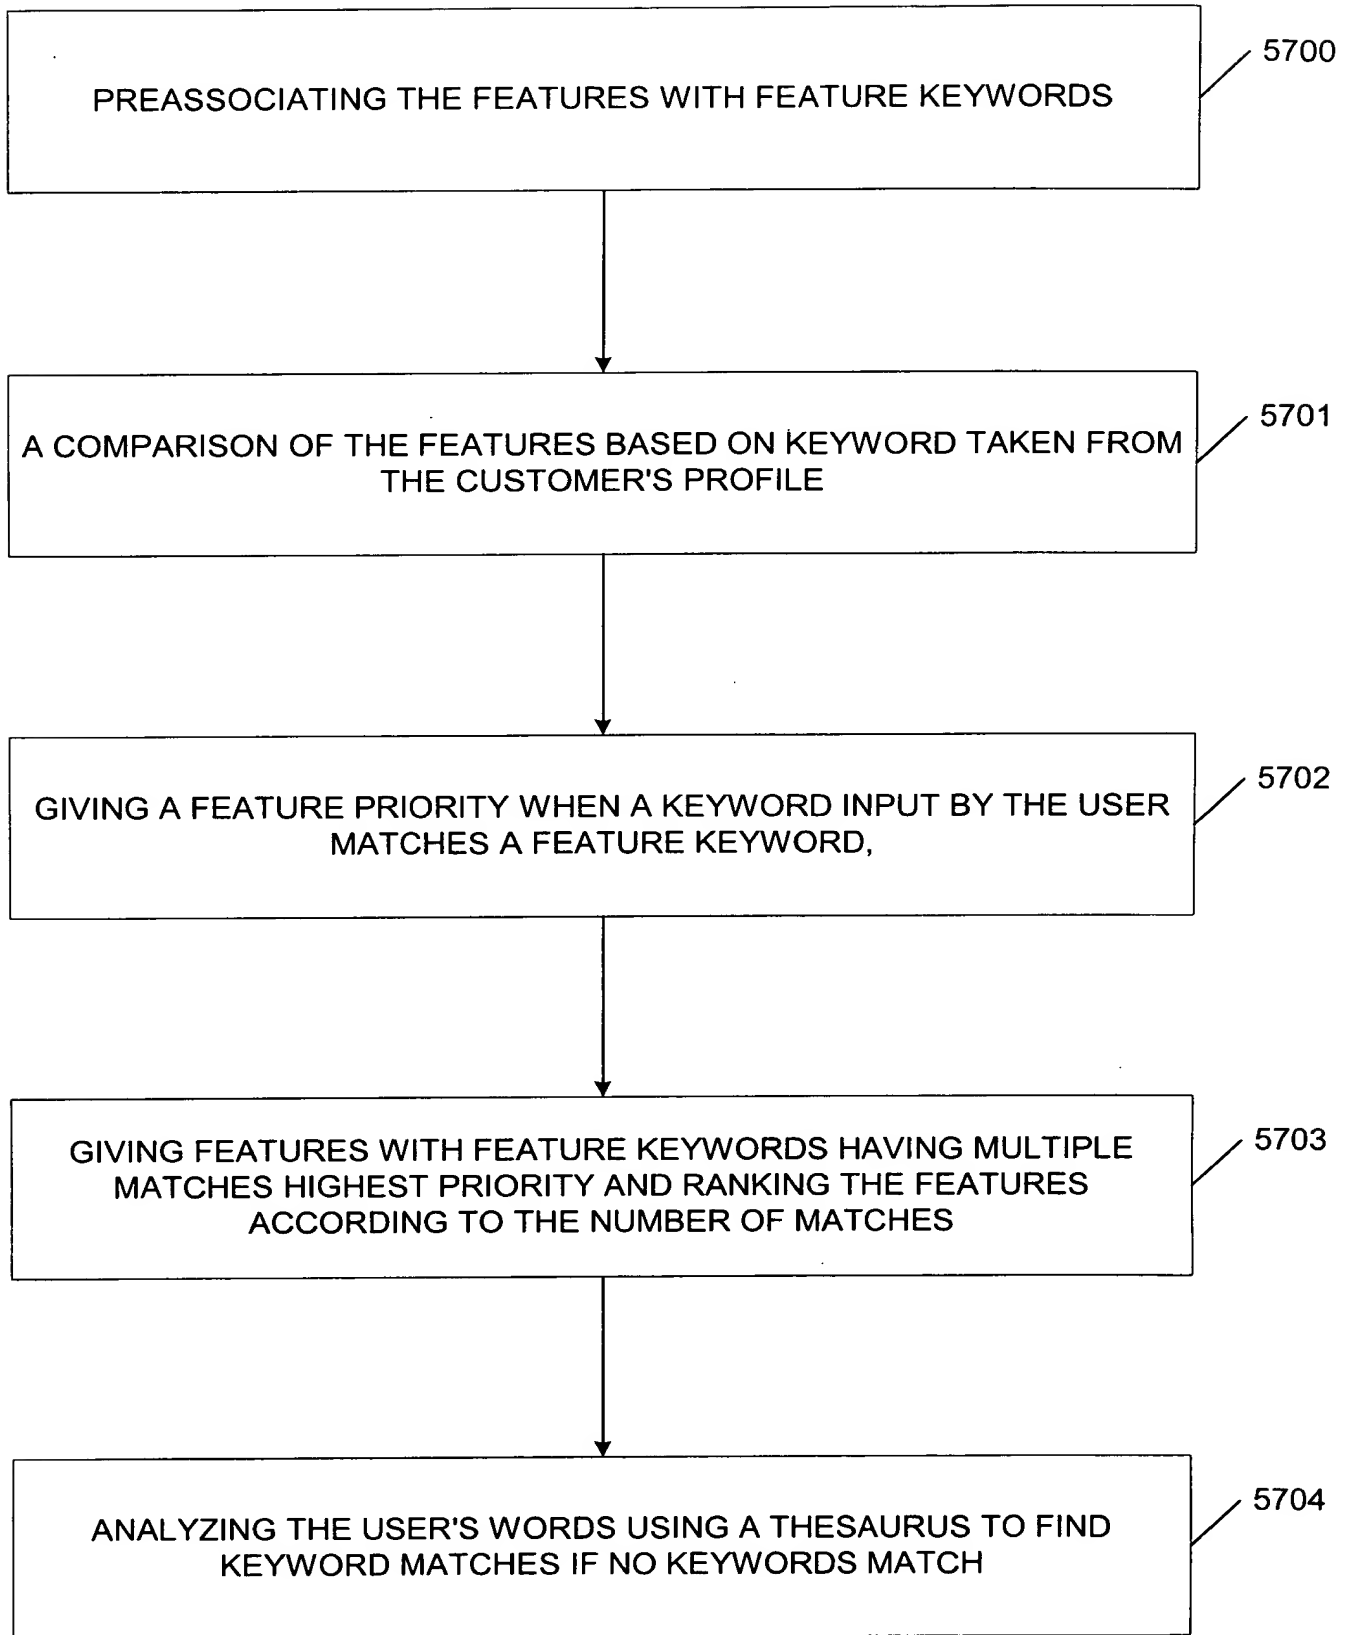 5700
PREASSOCIATING THE FEATURES WITH FEATURE KEYWORDS
5701
A COMPARISON OF THE FEATURES BASED ON KEYWORD TAKEN FROM
THE CUSTOMER'S PROFILE
5702
GIVING A FEATURE PRIORITY WHEN A KEYWORD INPUT BY THE USER
MATCHES A FEATURE KEYWORD,
5703
GIVING FEATURES WITH FEATURE KEYWORDS HAVING MULTIPLE
MATCHES HIGHEST PRIORITY AND RANKING THE FEATURES
ACCORDING TO THE NUMBER OF MATCHES
5704
ANALYZING THE USER'S WORDS USING A THESAURUS TO FIND
KEYWORD MATCHES IF NO KEYWORDS MATCH